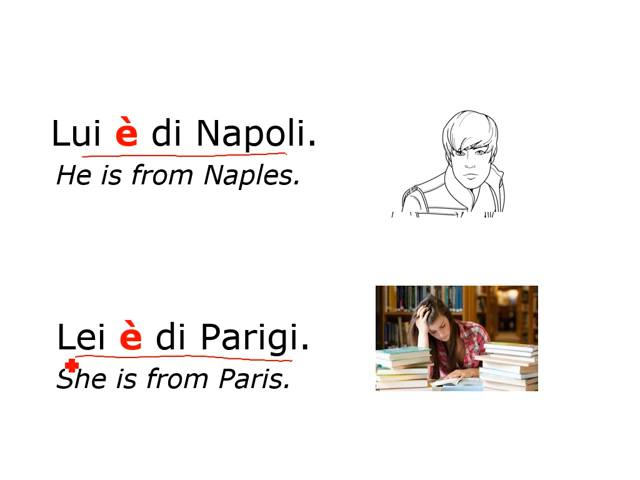 Lui è di Napoli.
He is from Naples.
Lei è di Parigi.
She is from Paris.